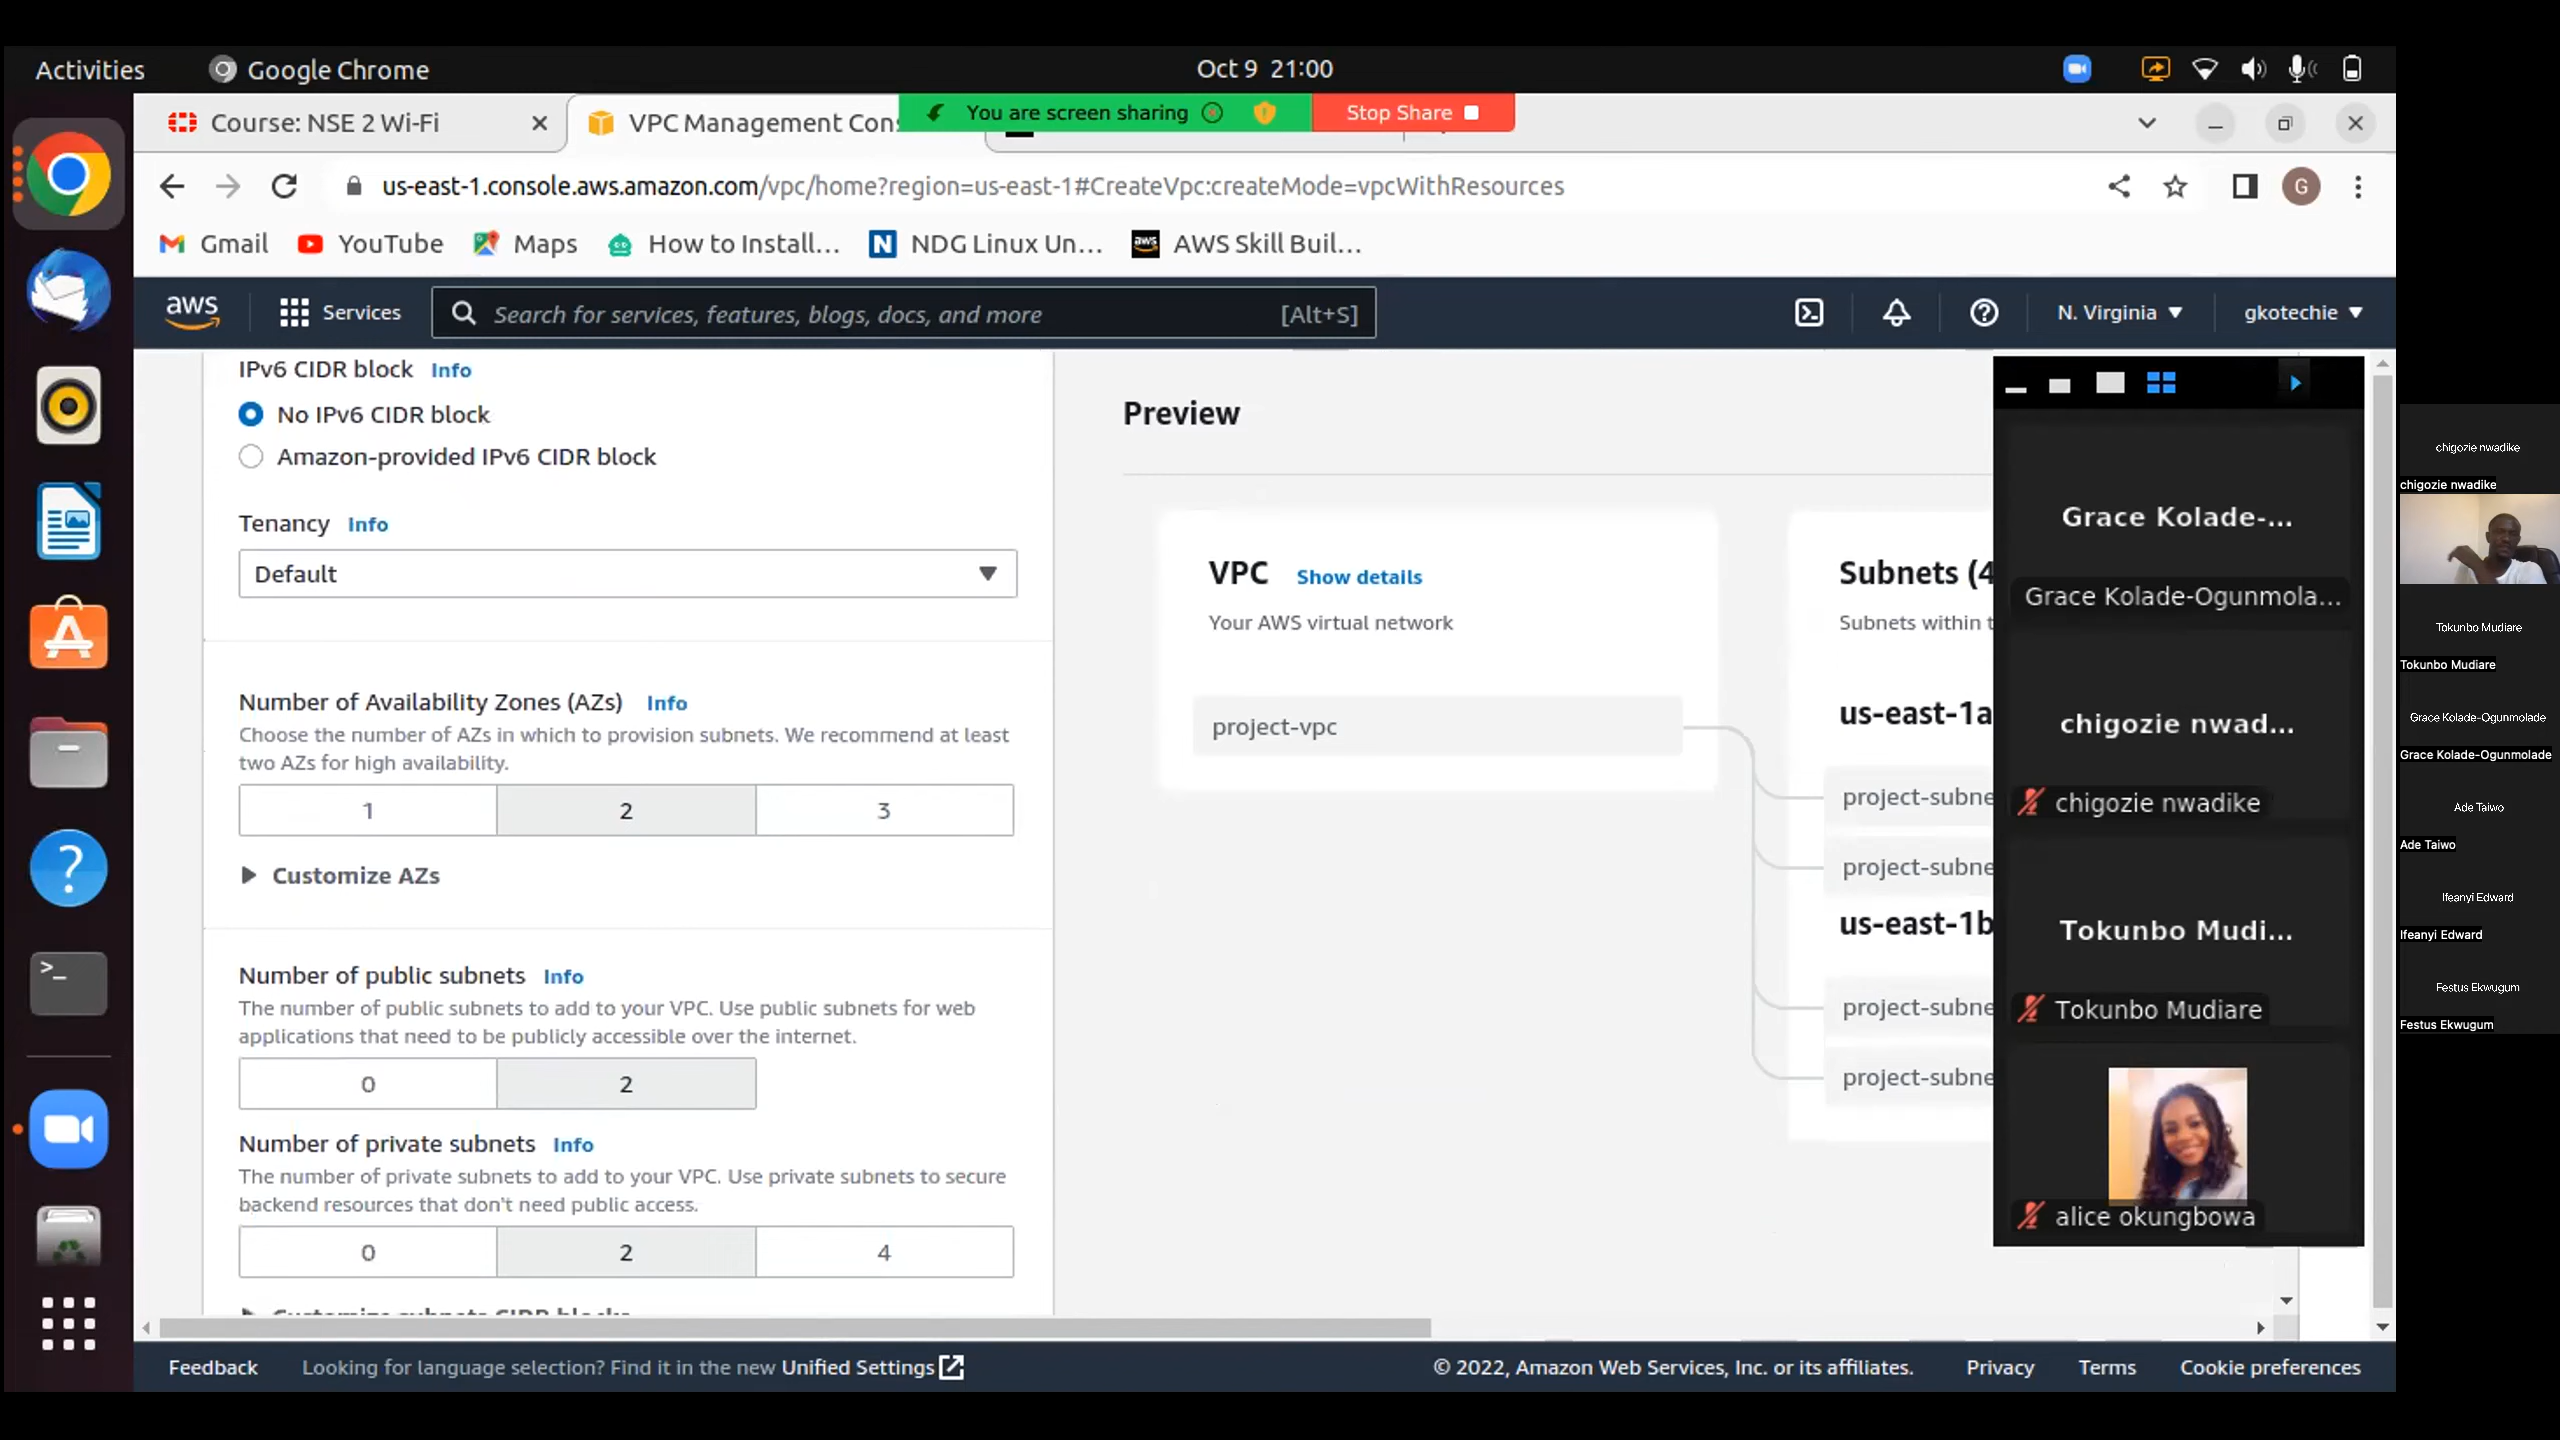 Activities
Google Chrome
Oct 9 21:00
Course: NSE 2 Wi-Fi
VPC Management Con
You are screen sharing
Stop Share
us-east-1.console.aws.amazon.com/vpc/home?region=us-east-1#CreateVpc:createMode=vpcWithResources
G
Gmail
YouTube
Maps
How to Install...
N
NDG Linux Un...
aws
AWS Skill Buil...
aws
Services
Search for services, features, blogs, docs, and more
[Alt+S]
N. Virginia
gkotechie
IPv6 CIDR block Info
No IPv6 CIDR block
Amazon-provided IPv6 CIDR block
Tenancy Info
Default
Number of Availability Zones (AZs) Info
Choose the number of AZs in which to provision subnets. We recommend at least
two AZs for high availability.
1 2 3
Customize AZs
Number of public subnets Info
The number of public subnets to add to your VPC. Use public subnets for web
applications that need to be publicly accessible over the internet.
0 2
Number of private subnets Info
The number of private subnets to add to your VPC. Use private subnets to secure
backend resources that don't need public access.
0 2 4
Customize subnets CIDR blocks
Preview
VPC Show details
Your AWS virtual network
project-vpc
Subnets (4
Subnets within t
us-east-1a
project-subne
project-subne
us-east-1b
project-subne
project-subne
Grace Kolade-...
Grace Kolade-Ogunmola...
chigozie nwad...
chigozie nwadike
Tokunbo Mudi...
Tokunbo Mudiare
alice okungbowa
chigozie nwadike
chigozie nwadike
Tokunbo Mudiare
Tokunbo Mudiare
Grace Kolade-Ogunmolade
Grace Kolade-Ogunmolade
Ade Taiwo
Ade Taiwo
Ifeanyi Edward
Ifeanyi Edward
Festus Ekwugum
Festus Ekwugum
Feedback
Looking for language selection? Find it in the new Unified Settings
© 2022, Amazon Web Services, Inc. or its affiliates.
Privacy
Terms
Cookie preferences